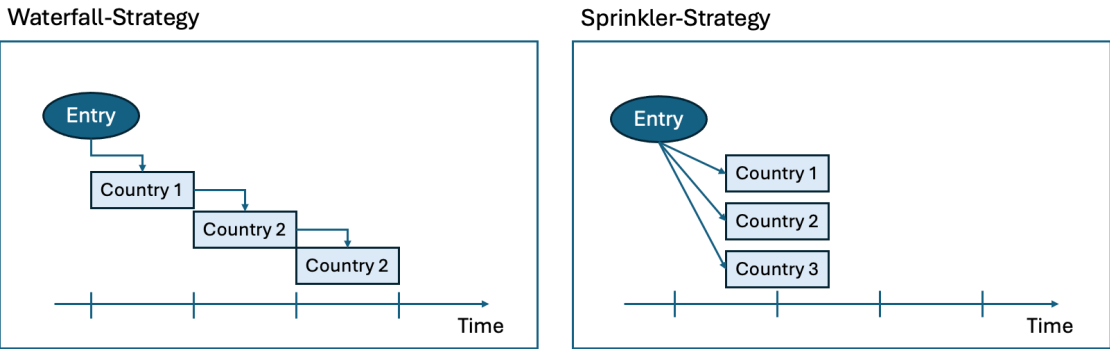 Waterfall-Strategy
Entry
Country 1
Country 2
Country 2
Time
Sprinkler-Strategy
Entry
Country 1
Country 2
Country 3
Time